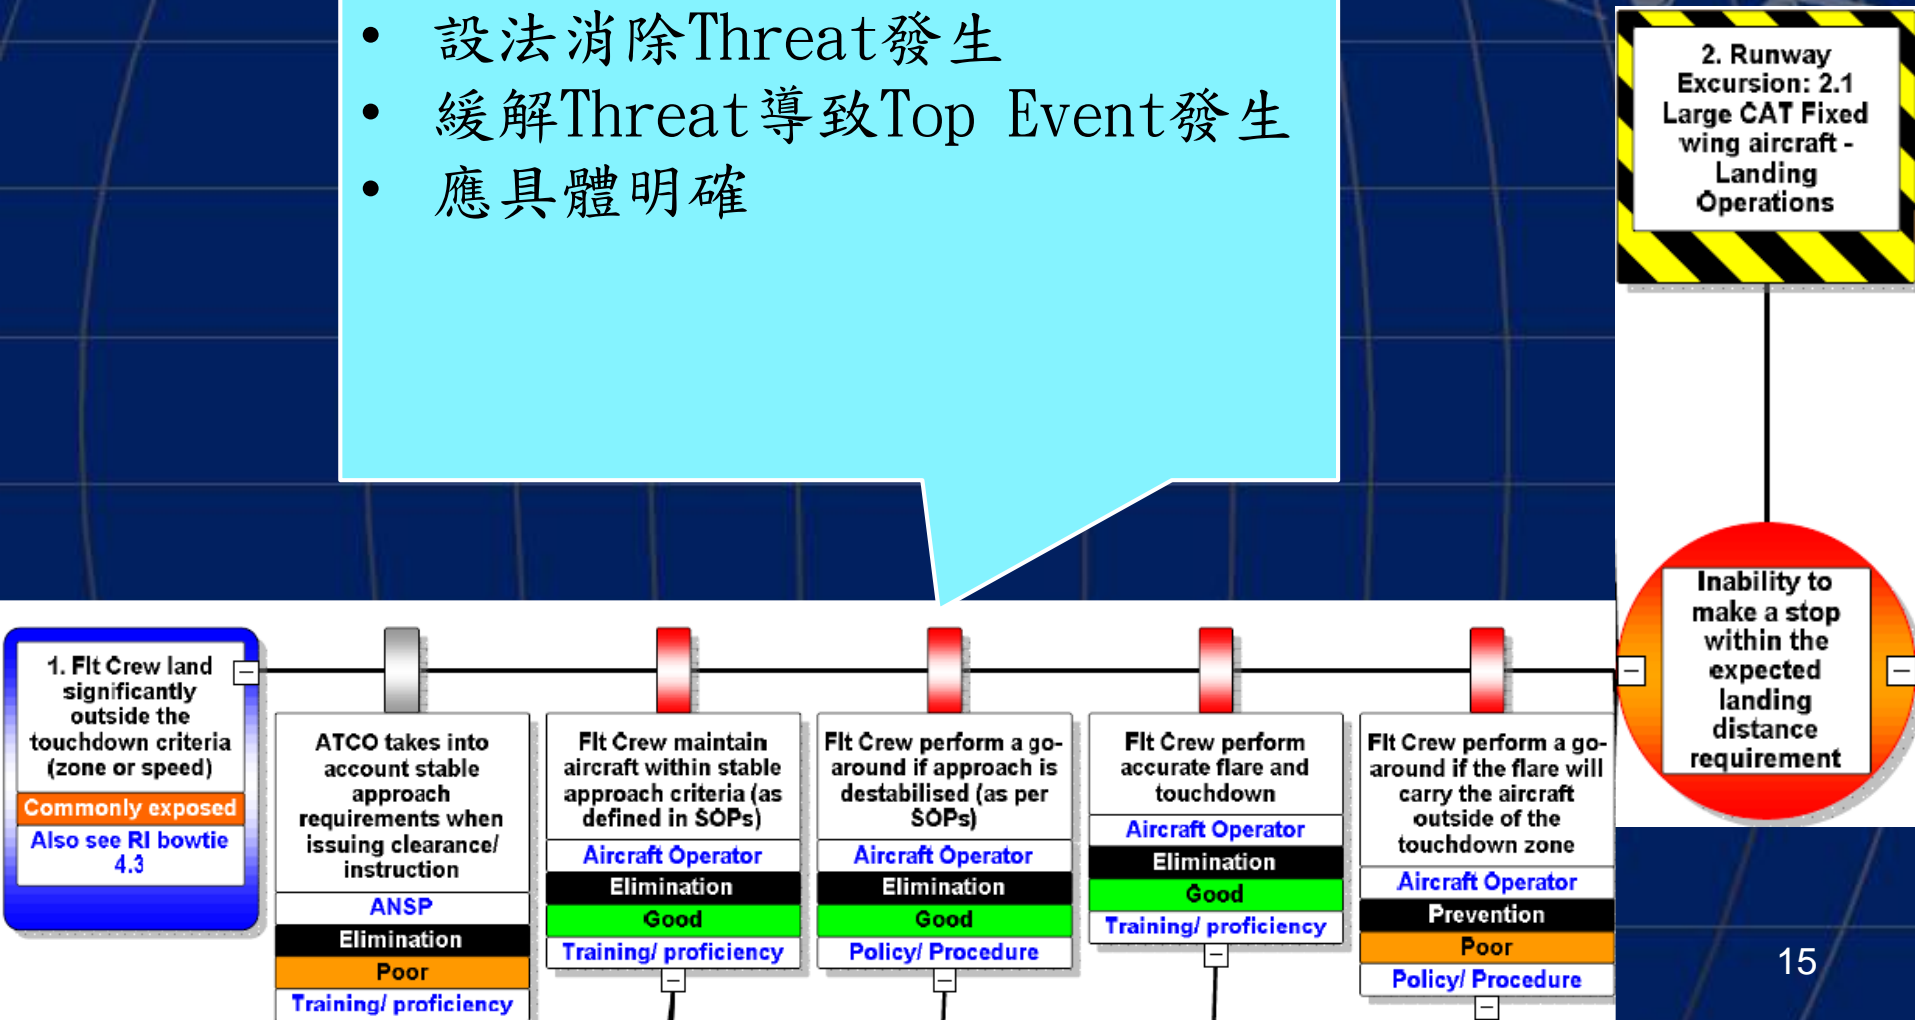 • 設法消除Threat發生
• 緩解Threat導致Top Event發生
• 應具體明確
2. Runway
Excursion: 2.1
Large CAT Fixed
wing aircraft -
Landing
Operations
Inability to
make a stop
within the
expected
landing
distance
requirement
1. Flt Crew land
significantly
outside the
touchdown criteria
(zone or speed)
Commonly exposed
Also see RI bowtie
4.3
ATCO takes into
account stable
approach
requirements when
issuing clearance/
instruction
ANSP
Elimination
Poor
Training/ proficiency
Flt Crew maintain
aircraft within stable
approach criteria (as
defined in SOPs)
Aircraft Operator
Elimination
Good
Training/ proficiency
Flt Crew perform a go-
around if approach is
destabilised (as per
SOPs)
Aircraft Operator
Elimination
Good
Policy/ Procedure
Flt Crew perform
accurate flare and
touchdown
Aircraft Operator
Elimination
Good
Training/ proficiency
Flt Crew perform a go-
around if the flare will
carry the aircraft
outside of the
touchdown zone
Aircraft Operator
Prevention
Poor
Policy/ Procedure
15